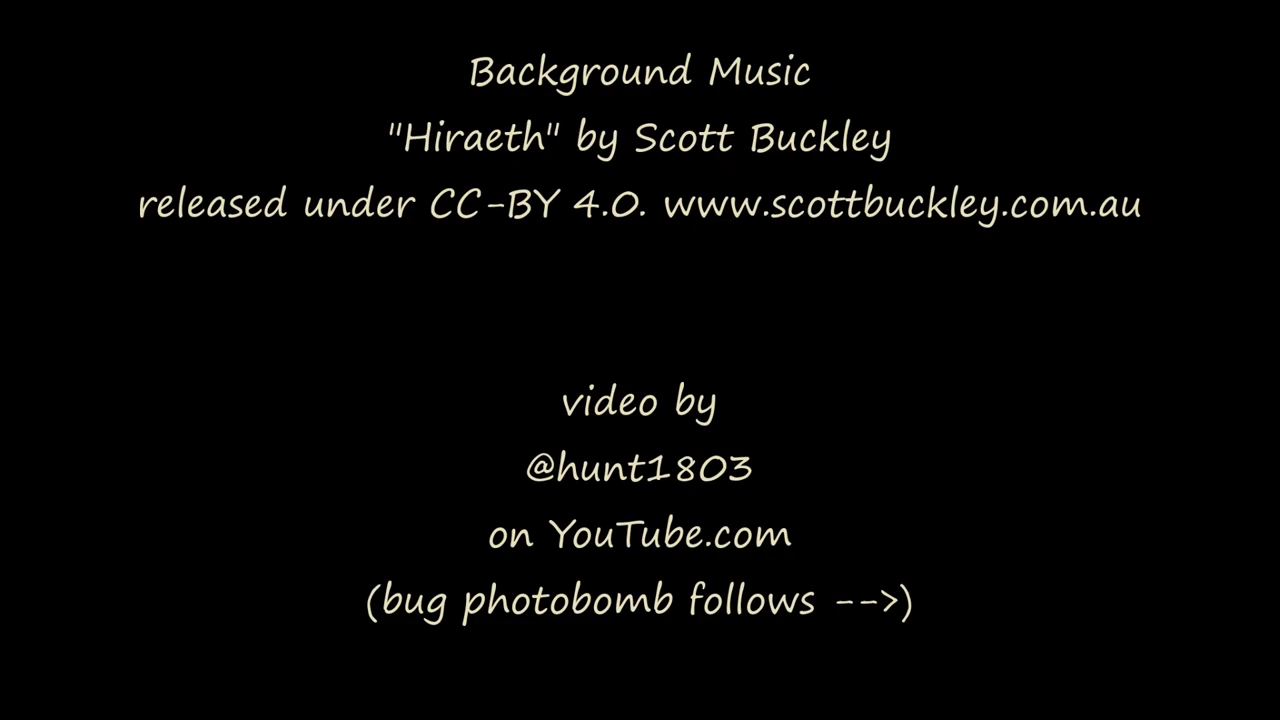 Background Music
"Hiraeth" by Scott Buckley
released under CC-BY 4.0. www.scottbuckley.com.au
video by
@hunt1803
on YouTube.com
(bug photobomb follows -->)